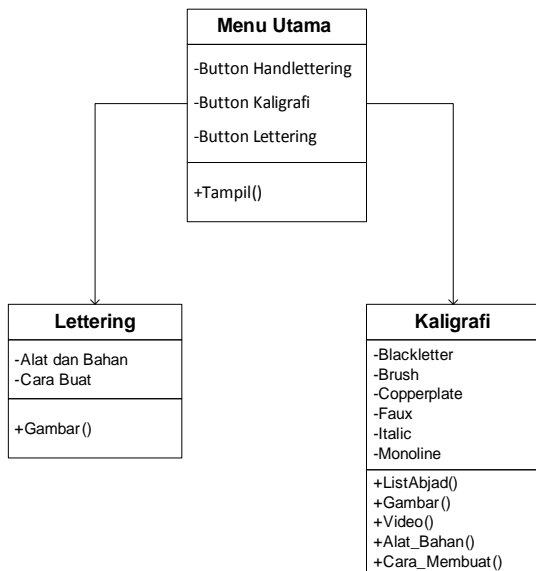 Menu Utama
-Button Handlettering
-Button Kaligrafi
-Button Lettering
+Tampil()
Lettering
-Alat dan Bahan
-Cara Buat
+Gambar()
Kaligrafi
-Blackletter
-Brush
-Copperplate
-Faux
-Italic
-Monoline
+ListAbjad()
+Gambar()
+Video()
+Alat_Bahan()
+Cara_Membuat()